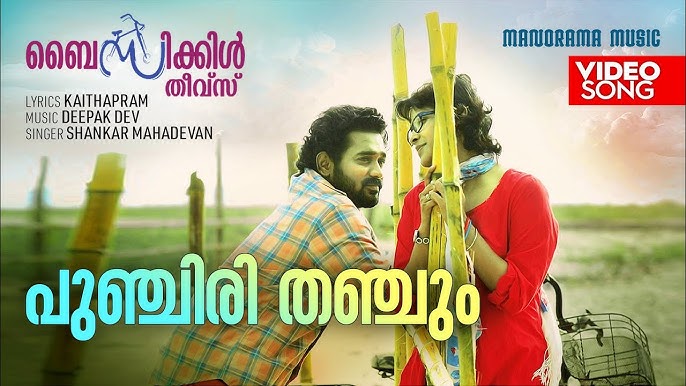 ബൈസിക്കിൾ
തീവ്സ്
LYRICS KAITHAPRAM
MUSIC DEEPAK DEV
SINGER SHANKAR MAHADEVAN
MANORAMA MUSIC
VIDEO
SONG
പുഞ്ചിരി തഞ്ചും